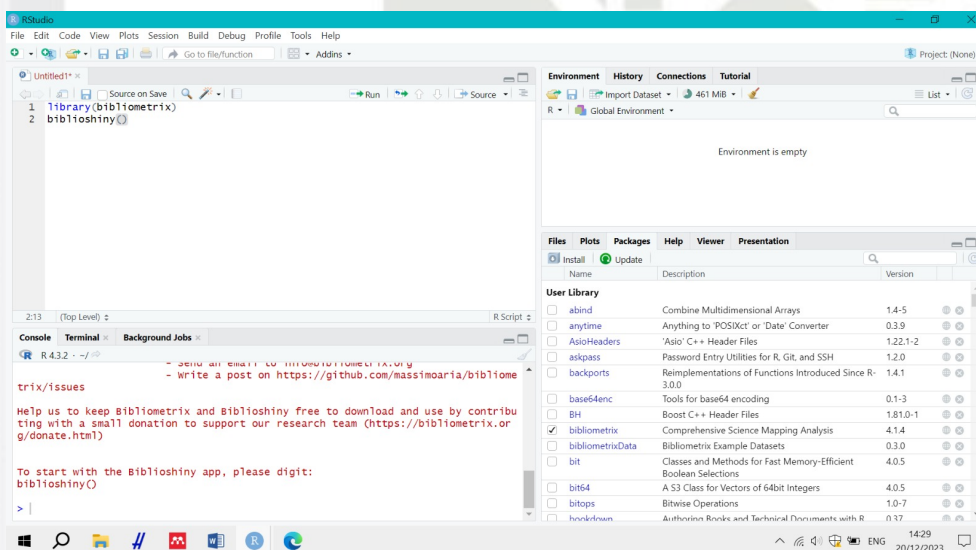 RStudio
File Edit Code View Plots Session Build Debug Profile Tools Help
Go to file/function Addins Project: (None)
Untitled1*
Source on Save Run Source
1 library(bibliometrix)
2 biblioshiny()
2:13 (Top Level) R Script
Console Terminal Background Jobs
R 4.3.2 · ~/
- Send an email to info@bibliometrix.org
- Write a post on https://github.com/massimoaria/bibliome
trix/issues
Help us to keep Bibliometrix and Biblioshiny free to download and use by contribu
ting with a small donation to support our research team (https://bibliometrix.or
g/donate.html)
To start with the Biblioshiny app, please digit:
biblioshiny()
>
Environment History Connections Tutorial
Import Dataset 461 MiB List
R Global Environment
Environment is empty
Files Plots Packages Help Viewer Presentation
Install Update
Name Description Version
User Library
abind Combine Multidimensional Arrays 1.4-5
anytime Anything to 'POSIXct' or 'Date' Converter 0.3.9
AsioHeaders 'Asio' C++ Header Files 1.22.1-2
askpass Password Entry Utilities for R, Git, and SSH 1.2.0
backports Reimplementations of Functions Introduced Since R- 1.4.1
3.0.0
base64enc Tools for base64 encoding 0.1-3
BH Boost C++ Header Files 1.81.0-1
bibliometrix Comprehensive Science Mapping Analysis 4.1.4
bibliometrixData Bibliometrix Example Datasets 0.3.0
bit Classes and Methods for Fast Memory-Efficient 4.0.5
Boolean Selections
bit64 A S3 Class for Vectors of 64bit Integers 4.0.5
bitops Bitwise Operations 1.0-7
bookdown Authoring Books and Technical Documents with R 0.37
ENG 14:29
20/12/2023